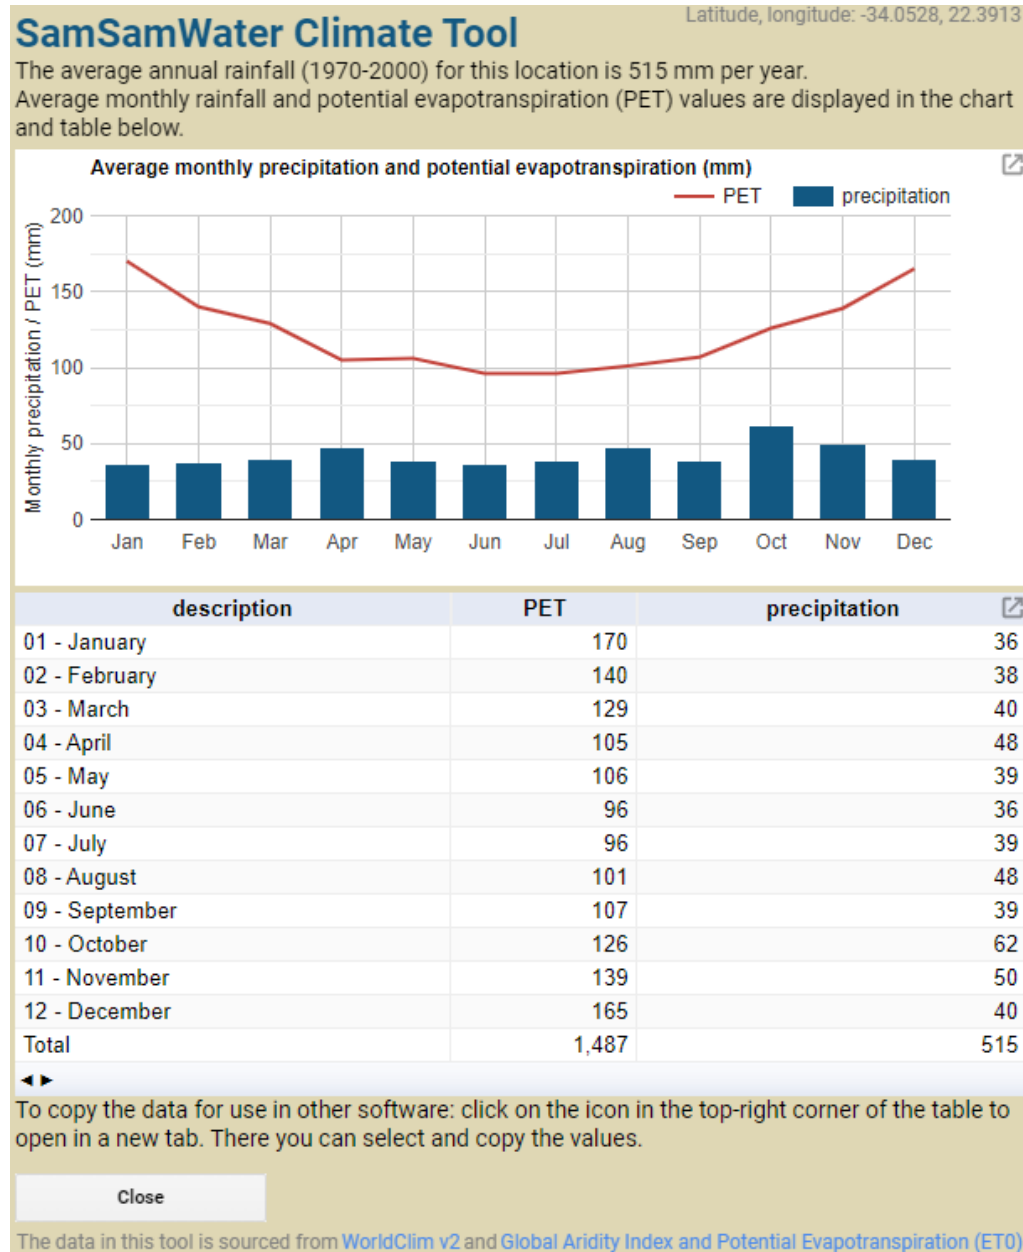 Latitude, longitude: -34.0528, 22.3913
SamSamWater Climate Tool
The average annual rainfall (1970-2000) for this location is 515 mm per year.
Average monthly rainfall and potential evapotranspiration (PET) values are displayed in the chart
and table below.
Average monthly precipitation and potential evapotranspiration (mm)
PET precipitation
Monthly precipitation / PET (mm)
200
150
100
50
0
Jan Feb Mar Apr May Jun Jul Aug Sep Oct Nov Dec
description PET precipitation
01 - January 170 36
02 - February 140 38
03 - March 129 40
04 - April 105 48
05 - May 106 39
06 - June 96 36
07 - July 96 39
08 - August 101 48
09 - September 107 39
10 - October 126 62
11 - November 139 50
12 - December 165 40
Total 1,487 515
To copy the data for use in other software: click on the icon in the top-right corner of the table to
open in a new tab. There you can select and copy the values.
Close
The data in this tool is sourced from WorldClim v2 and Global Aridity Index and Potential Evapotranspiration (ET0)